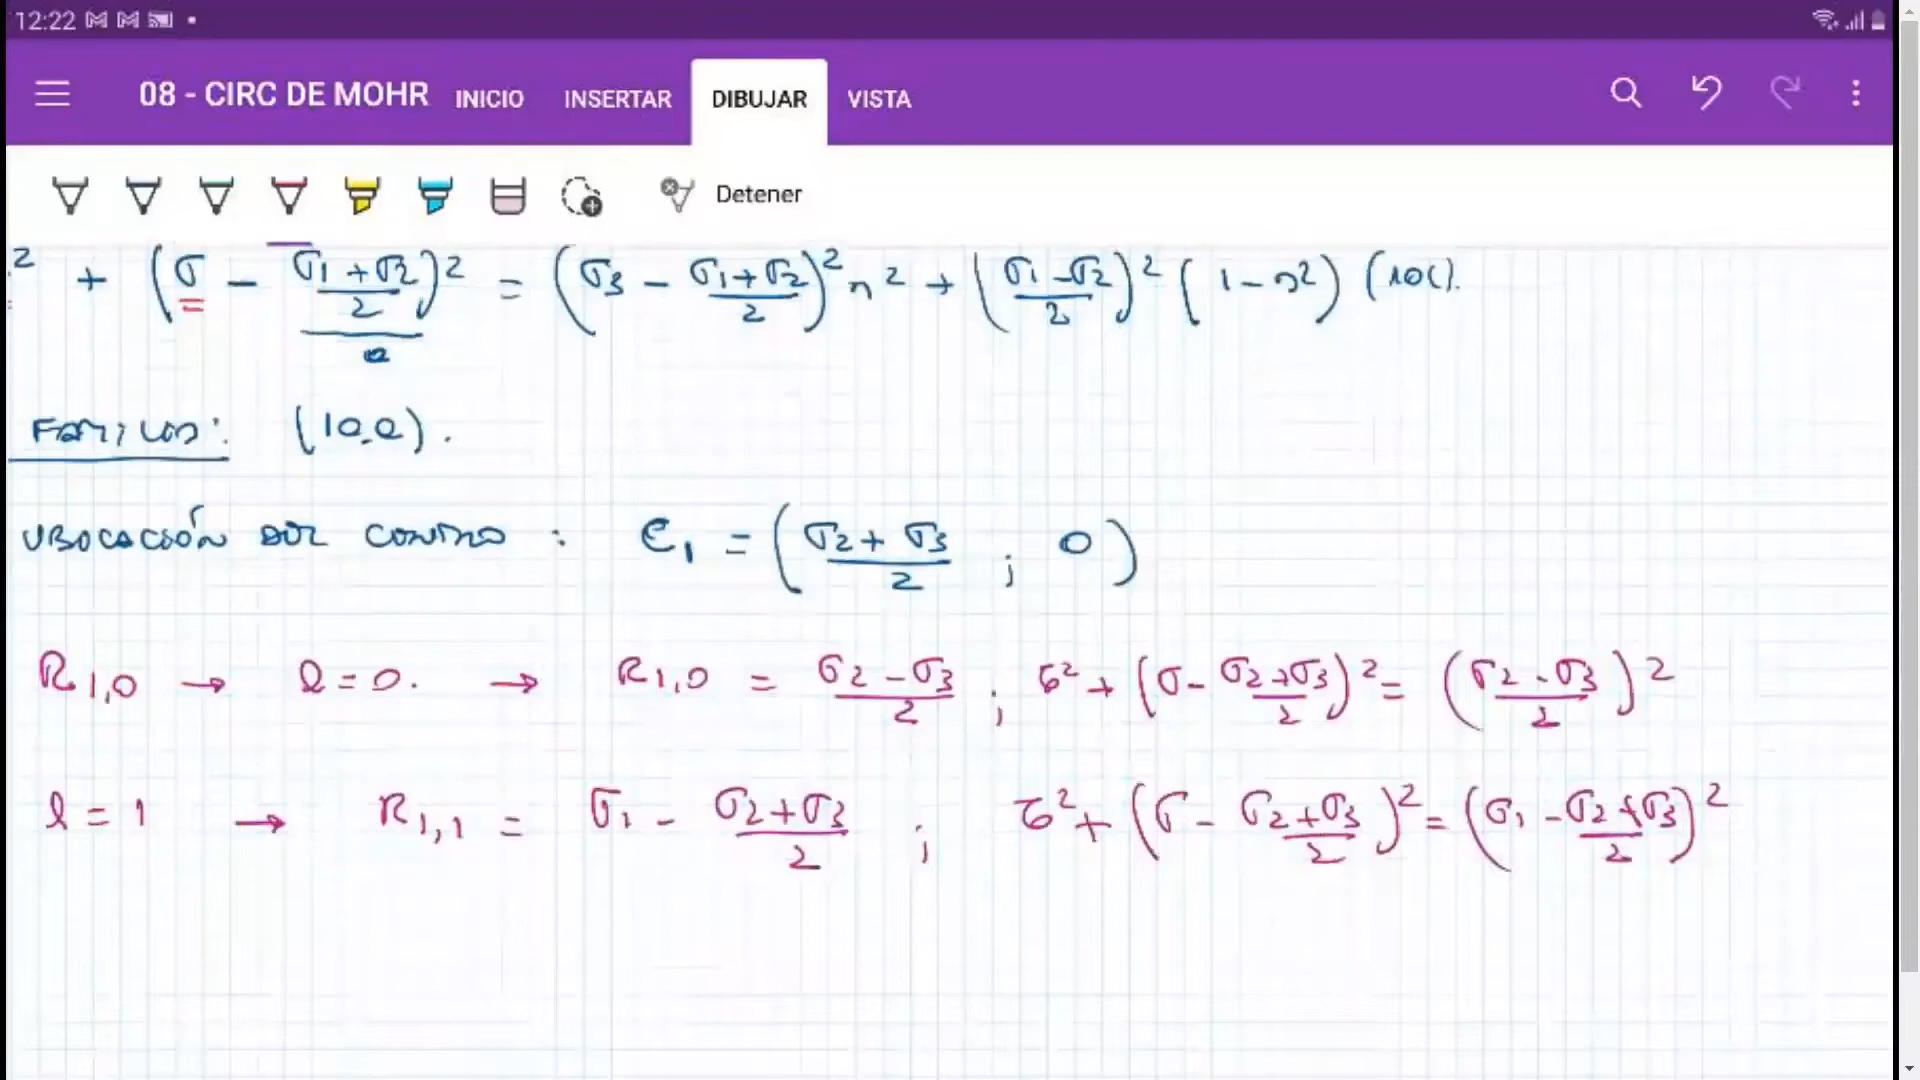 12:22
08 - CIRC DE MOHR INICIO INSERTAR DIBUJAR VISTA
Detener
² + (σ - (σ1 + σ2)/2)² = (σ3 - (σ1 + σ2)/2)² n² + ((σ1 - σ2)/2)² (1 - n²) (10c).
FAMILIA: (10.a).
UBICACIÓN DEL CENTRO : C1 = ((σ2 + σ3)/2 ; 0)
R1,0 → l = 0. → R1,0 = (σ2 - σ3)/2 ; τ² + (σ - (σ2 + σ3)/2)² = ((σ2 - σ3)/2)²
l = 1 → R1,1 = σ1 - (σ2 + σ3)/2 ; τ² + (σ - (σ2 + σ3)/2)² = (σ1 - (σ2 + σ3)/2)²